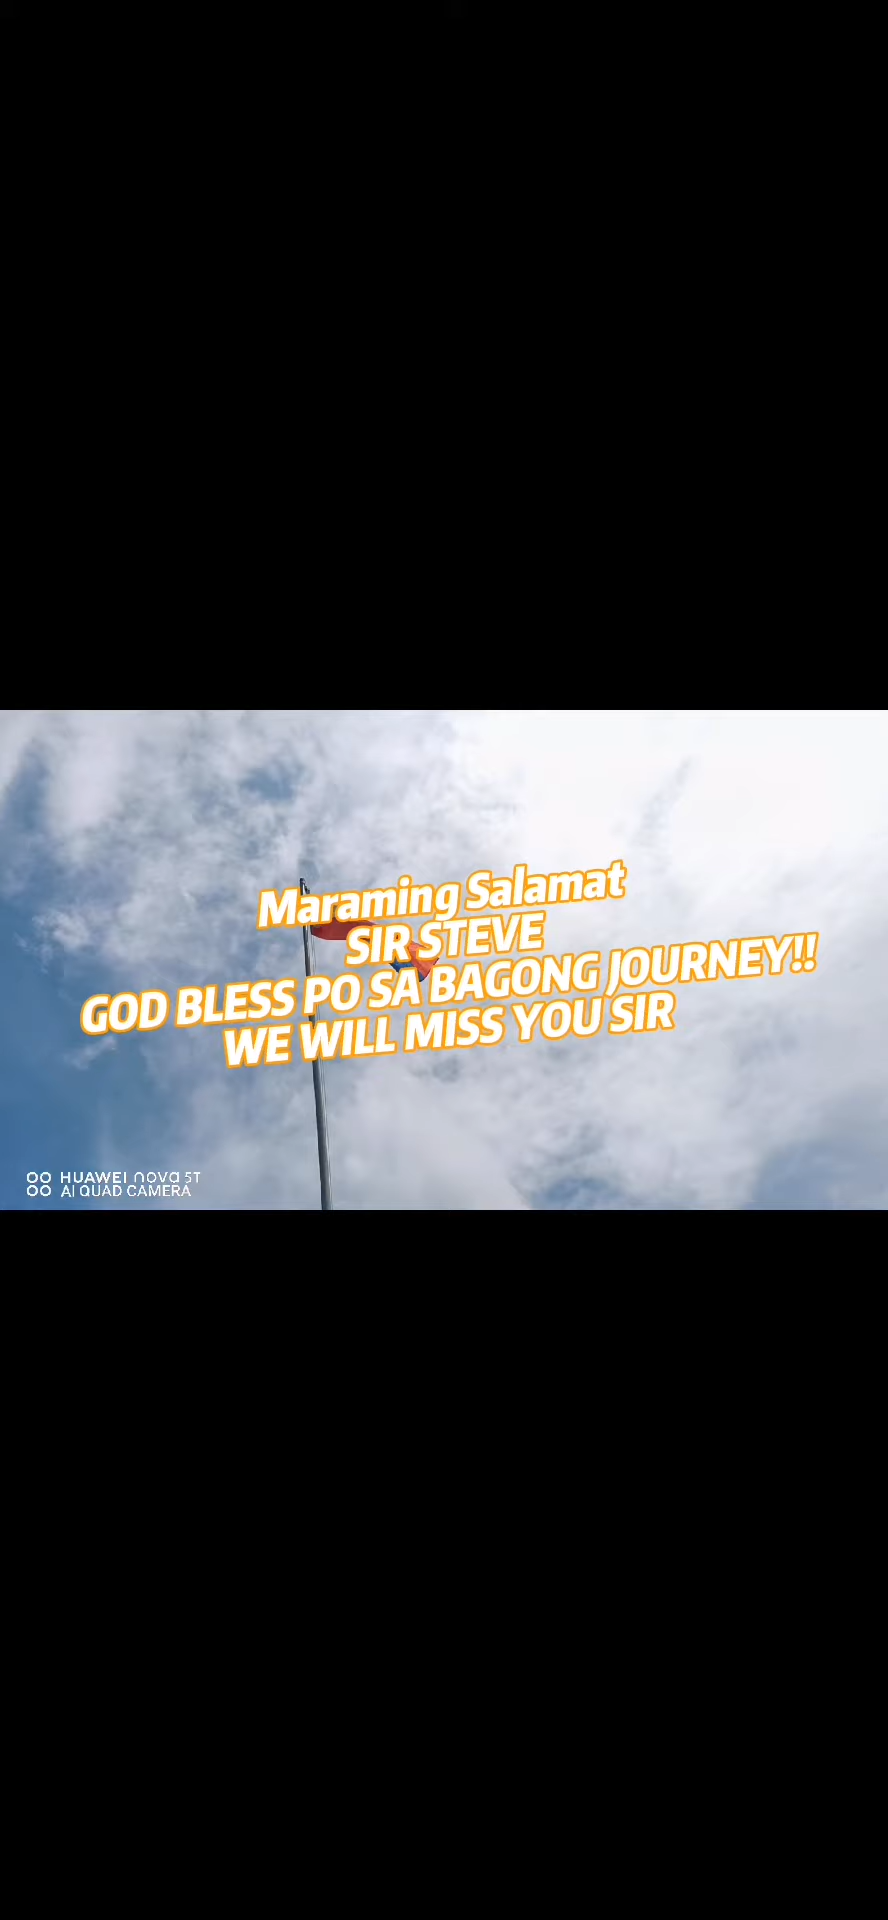 Maraming Salamat
SIR STEVE
GOD BLESS PO SA BAGONG JOURNEY!!
WE WILL MISS YOU SIR
HUAWEI nova 5T
AI QUAD CAMERA